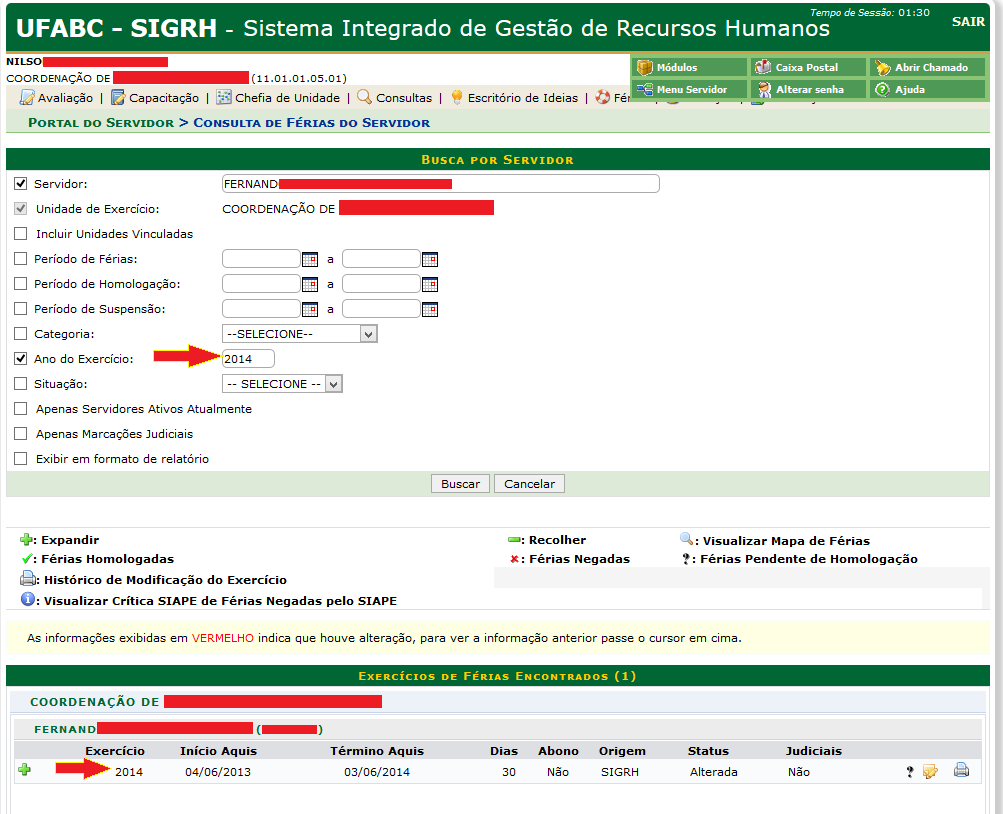 Tempo de Sessão: 01:30
SAIR
UFABC - SIGRH - Sistema Integrado de Gestão de Recursos Humanos
NILSO
COORDENAÇÃO DE (11.01.01.05.01)
Módulos Caixa Postal Abrir Chamado
Menu Servidor Alterar senha Ajuda
Avaliação | Capacitação | Chefia de Unidade | Consultas | Escritório de Ideias |
PORTAL DO SERVIDOR > CONSULTA DE FÉRIAS DO SERVIDOR
BUSCA POR SERVIDOR
Servidor: FERNAND
Unidade de Exercício: COORDENAÇÃO DE
Incluir Unidades Vinculadas
Período de Férias: a
Período de Homologação: a
Período de Suspensão: a
Categoria: --SELECIONE--
Ano do Exercício: 2014
Situação: -- SELECIONE --
Apenas Servidores Ativos Atualmente
Apenas Marcações Judiciais
Exibir em formato de relatório
Buscar Cancelar
: Expandir : Recolher : Visualizar Mapa de Férias
: Férias Homologadas : Férias Negadas ?: Férias Pendente de Homologação
: Histórico de Modificação do Exercício
: Visualizar Crítica SIAPE de Férias Negadas pelo SIAPE
As informações exibidas em VERMELHO indica que houve alteração, para ver a informação anterior passe o cursor em cima.
EXERCÍCIOS DE FÉRIAS ENCONTRADOS (1)
COORDENAÇÃO DE
FERNAND ( )
Exercício Início Aquis Término Aquis Dias Abono Origem Status Judiciais
2014 04/06/2013 03/06/2014 30 Não SIGRH Alterada Não ?